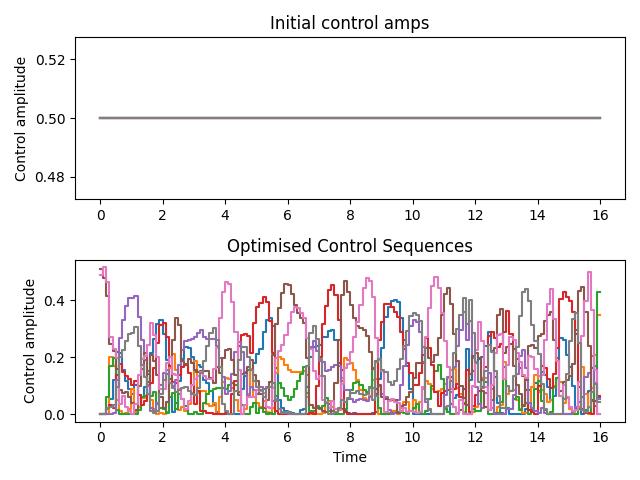 Initial control amps
Control amplitude
0.52
0.50
0.48
0 2 4 6 8 10 12 14 16
Optimised Control Sequences
Control amplitude
0.4
0.2
0.0
0 2 4 6 8 10 12 14 16
Time